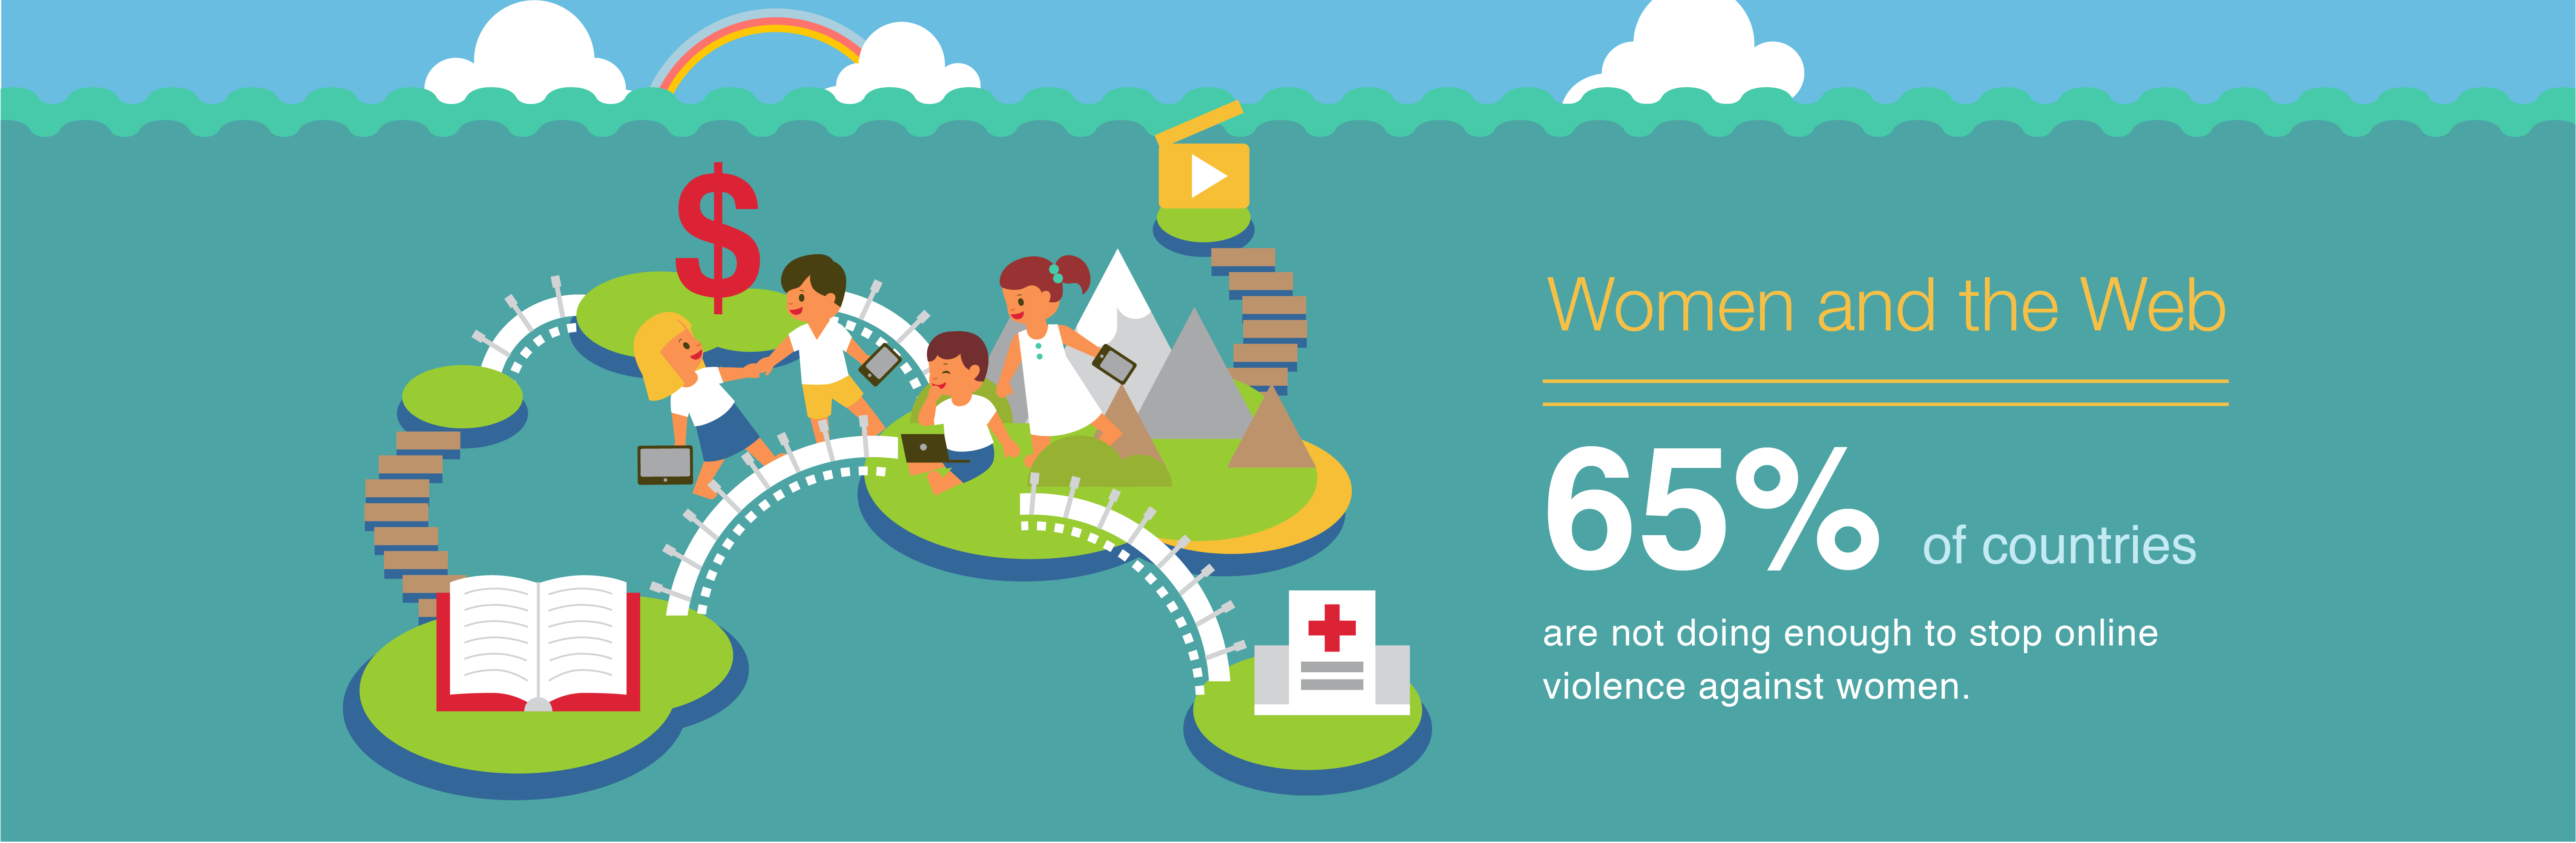 $
Women and the Web
65% of countries
are not doing enough to stop online
violence against women.